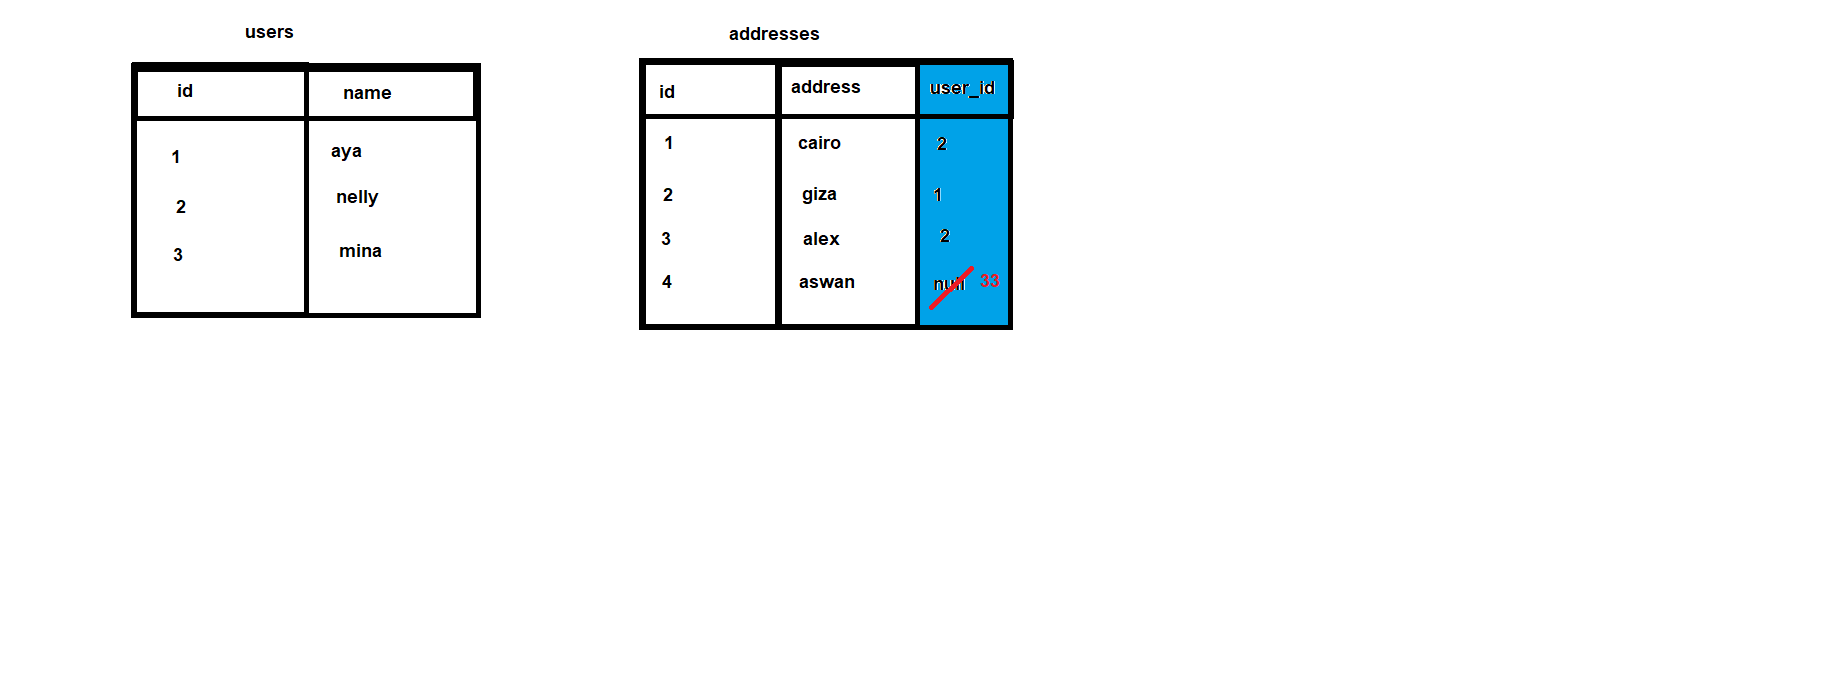 users
id name
1 aya
2 nelly
3 mina
addresses
id address user_id
1 cairo 2
2 giza 1
3 alex 2
4 aswan null 33